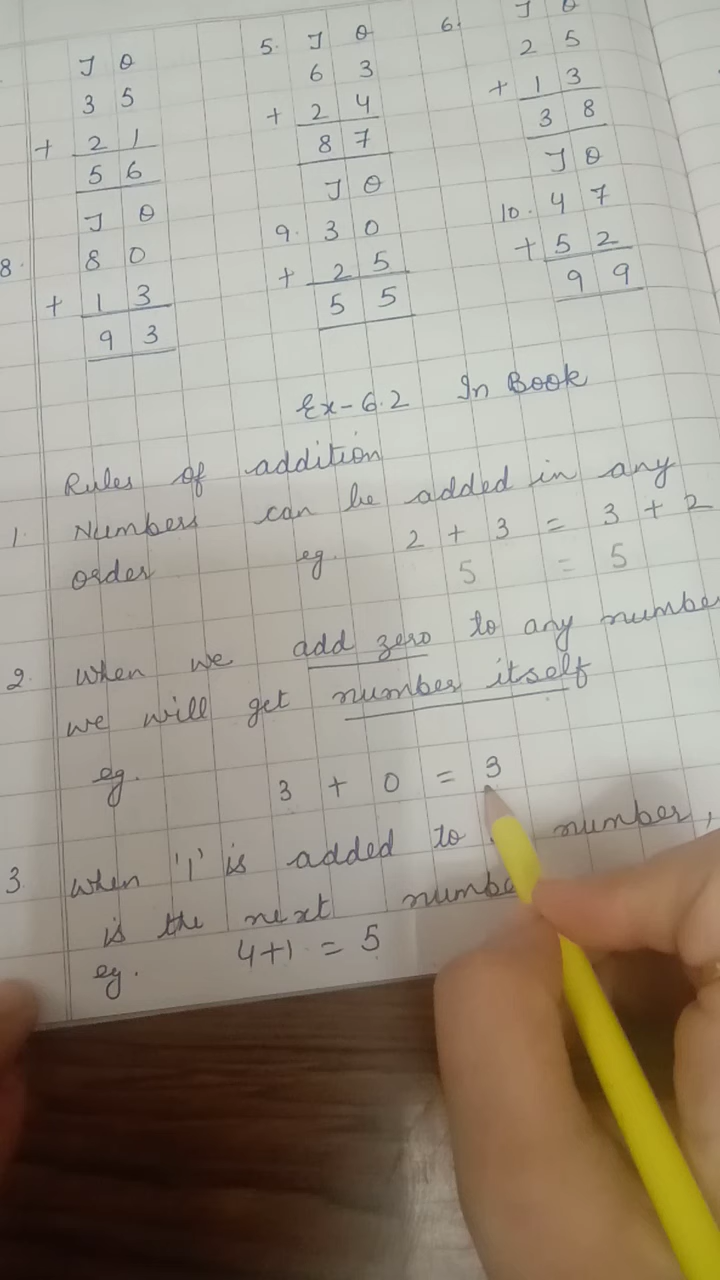 T O
3 5
+ 2 1
5 6
5. T O
6 3
+ 2 4
8 7
6. T O
2 5
+ 1 3
3 8
8. T O
8 0
+ 1 3
9 3
9. T O
3 0
+ 2 5
5 5
10. T O
4 7
+ 5 2
9 9
Ex-6.2 In Book
Rules of addition
1. Numbers can be added in any
order eg. 2 + 3 = 3 + 2
5 = 5
2. when we add zero to any number
we will get number itself
eg. 3 + 0 = 3
3. when '1' is added to number,
is the next number
eg. 4+1 = 5